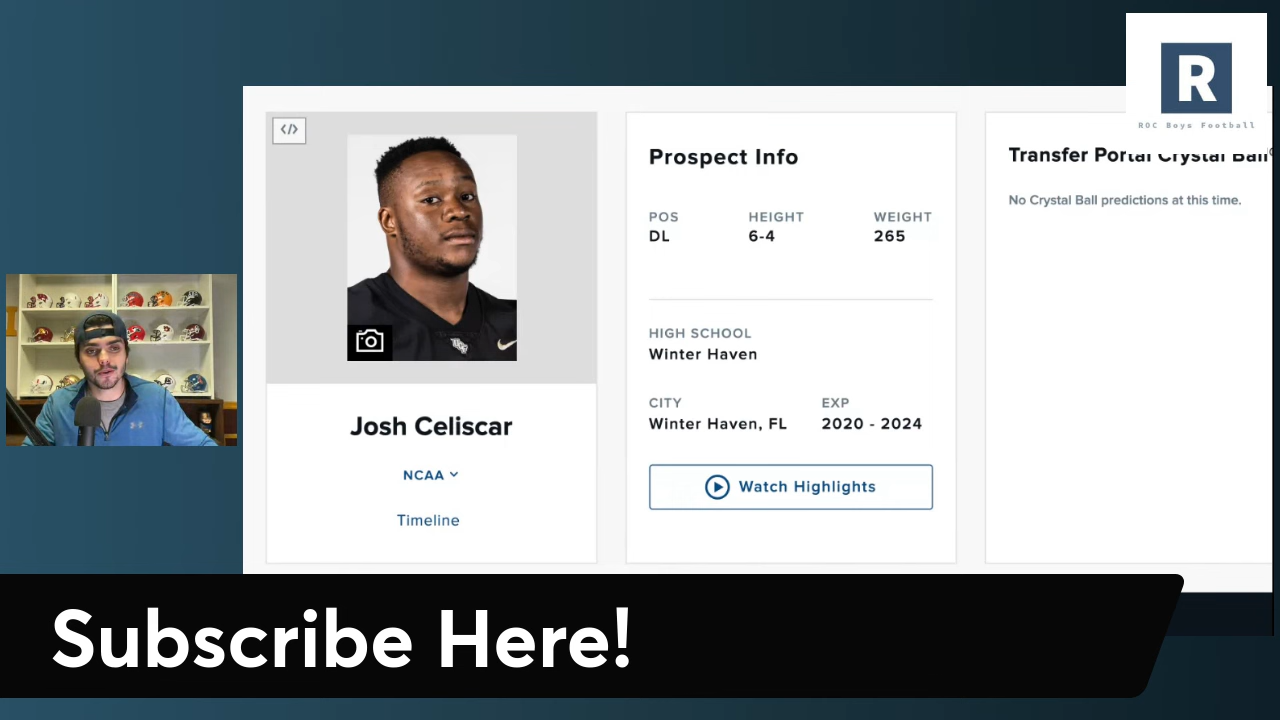 R
ROC Boys Football
</>
Prospect Info
Transfer Portal Crystal Ball
POS HEIGHT WEIGHT
DL 6-4 265
No Crystal Ball predictions at this time.
HIGH SCHOOL
Winter Haven
CITY EXP
Winter Haven, FL 2020 - 2024
Watch Highlights
Josh Celiscar
NCAA
Timeline
Subscribe Here!